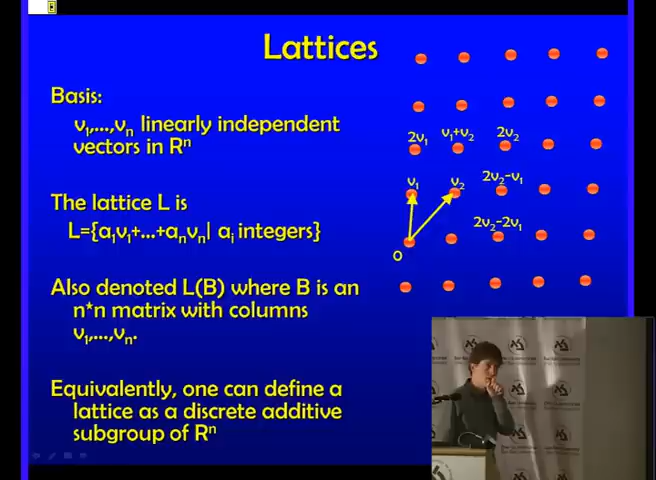 Lattices
Basis:
v₁,...,vₙ linearly independent
vectors in Rⁿ
The lattice L is
L={a₁v₁+...+aₙvₙ| aᵢ integers}
Also denoted L(B) where B is an
n*n matrix with columns
v₁,...,vₙ.
Equivalently, one can define a
lattice as a discrete additive
subgroup of Rⁿ
2v₁ v₁+v₂ 2v₂
v₁ v₂ 2v₂-v₁
2v₂-2v₁
0